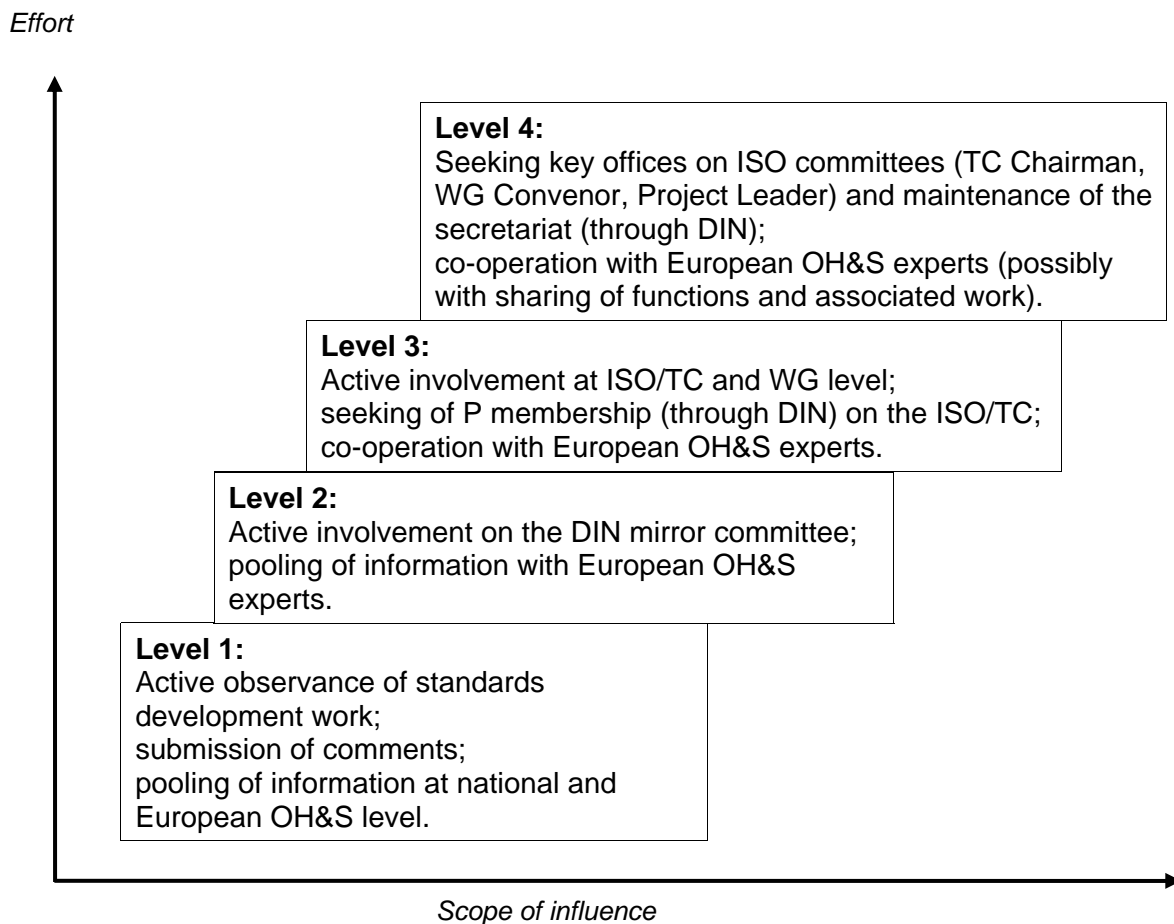 Effort
Level 4:
Seeking key offices on ISO committees (TC Chairman,
WG Convenor, Project Leader) and maintenance of the
secretariat (through DIN);
co-operation with European OH&S experts (possibly
with sharing of functions and associated work).
Level 3:
Active involvement at ISO/TC and WG level;
seeking of P membership (through DIN) on the ISO/TC;
co-operation with European OH&S experts.
Level 2:
Active involvement on the DIN mirror committee;
pooling of information with European OH&S
experts.
Level 1:
Active observance of standards
development work;
submission of comments;
pooling of information at national and
European OH&S level.
Scope of influence